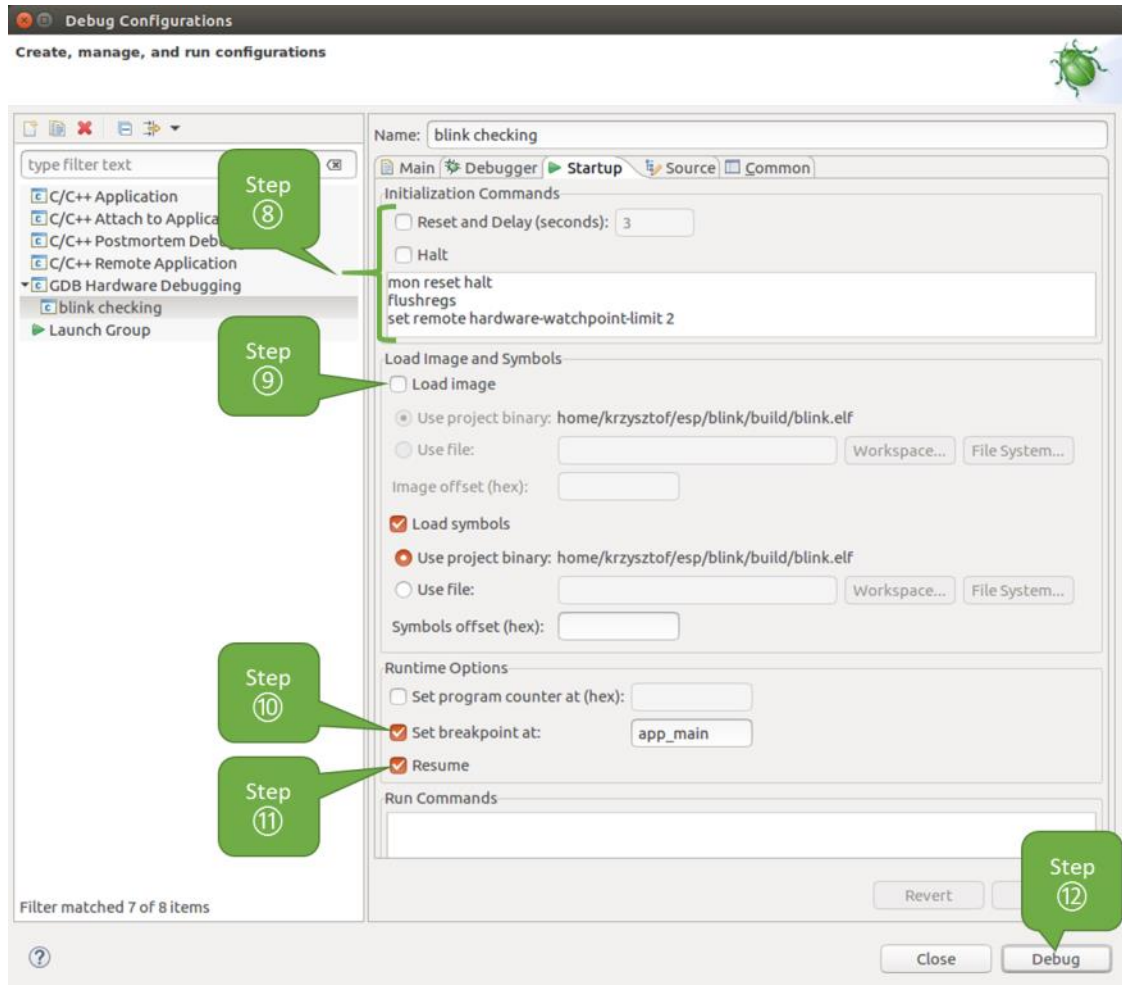 Debug Configurations
Create, manage, and run configurations
type filter text
C/C++ Application
C/C++ Attach to Applica
C/C++ Postmortem Deb
C/C++ Remote Application
GDB Hardware Debugging
blink checking
Launch Group
Filter matched 7 of 8 items
Step
⑧
Step
⑨
Step
⑩
Step
⑪
Name: blink checking
Main Debugger Startup Source Common
Initialization Commands
Reset and Delay (seconds): 3
Halt
mon reset halt
flushregs
set remote hardware-watchpoint-limit 2
Load Image and Symbols
Load image
Use project binary: home/krzysztof/esp/blink/build/blink.elf
Use file: Workspace... File System...
Image offset (hex):
Load symbols
Use project binary: home/krzysztof/esp/blink/build/blink.elf
Use file: Workspace... File System...
Symbols offset (hex):
Runtime Options
Set program counter at (hex):
Set breakpoint at: app_main
Resume
Run Commands
Step
⑫
Revert
Close Debug